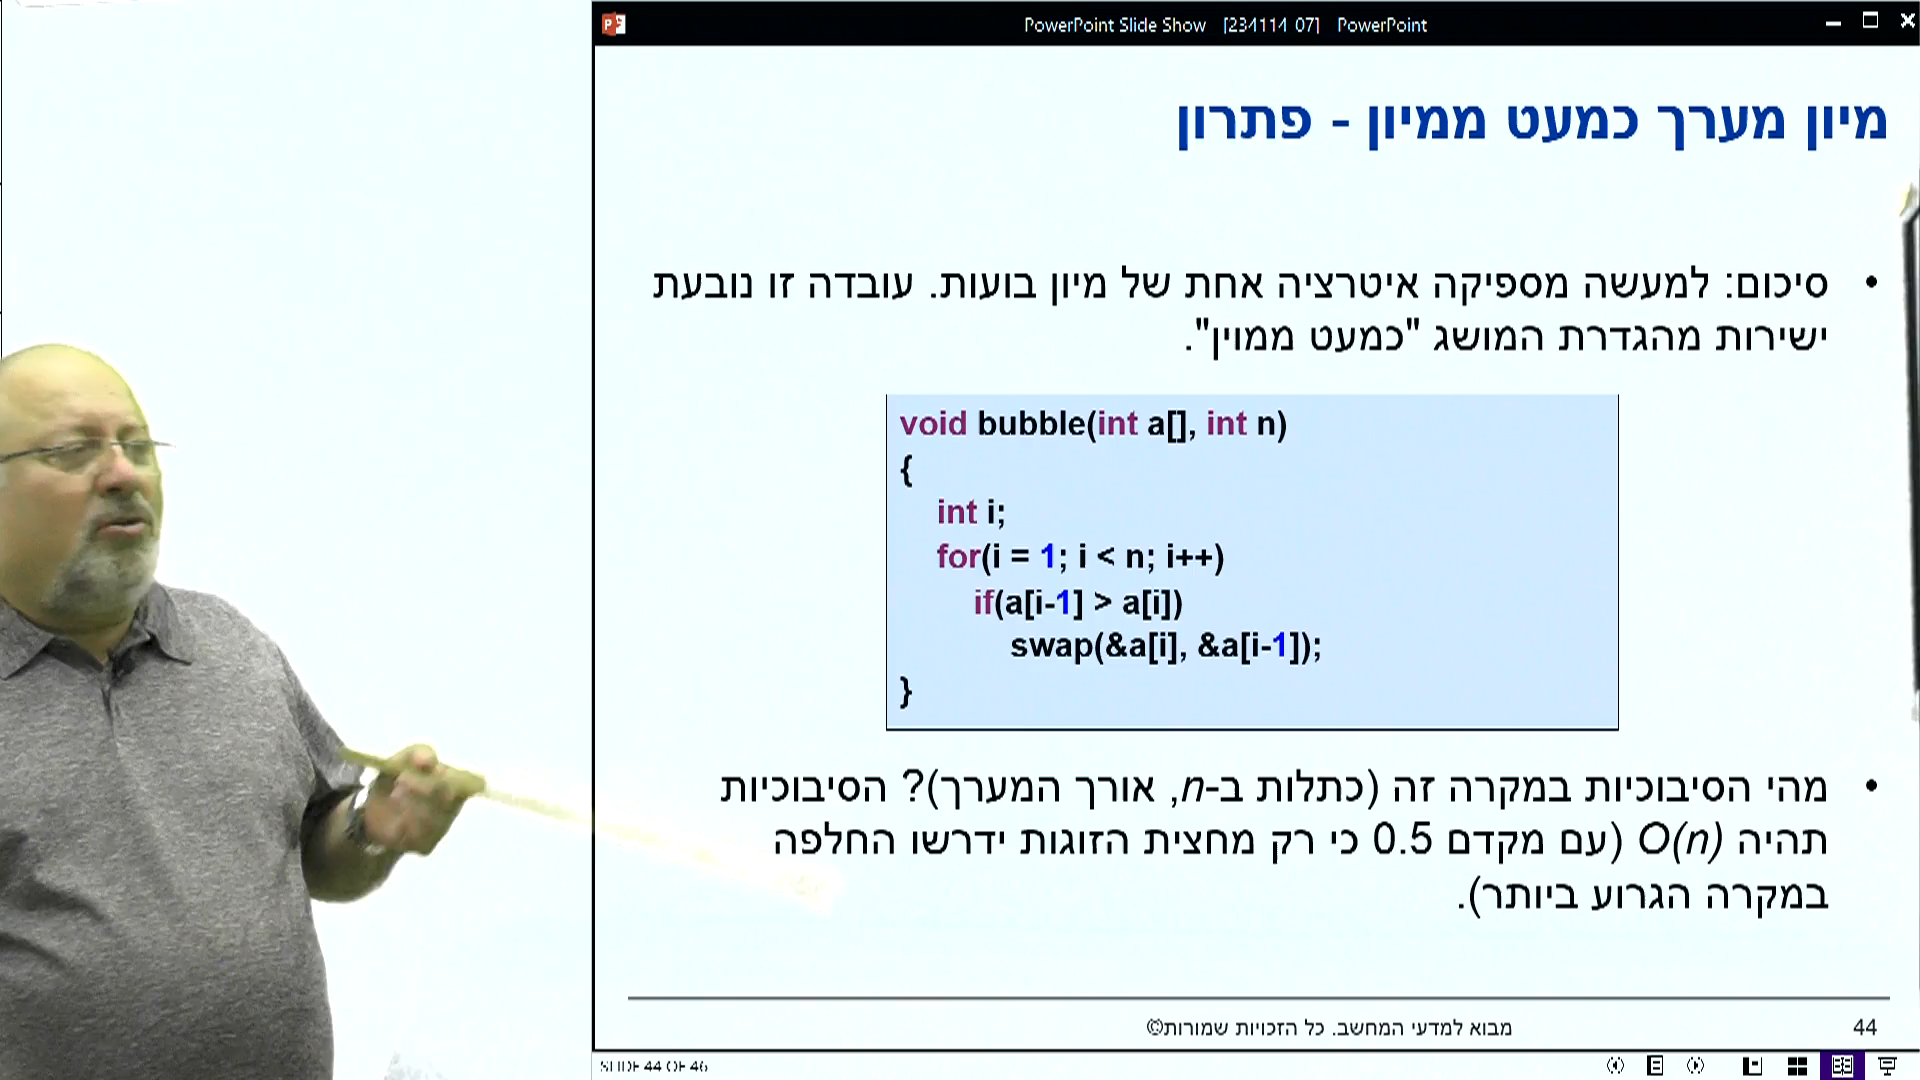 PowerPoint Slide Show [234114 07] PowerPoint
מיון מערך כמעט ממיון - פתרון
• סיכום: למעשה מספיקה איטרציה אחת של מיון בועות. עובדה זו נובעת
ישירות מהגדרת המושג "כמעט ממוין".
void bubble(int a[], int n)
{
int i;
for(i = 1; i < n; i++)
if(a[i-1] > a[i])
swap(&a[i], &a[i-1]);
}
• מהי הסיבוכיות במקרה זה (כתלות ב-n, אורך המערך)? הסיבוכיות
תהיה O(n) (עם מקדם 0.5 כי רק מחצית הזוגות ידרשו החלפה
במקרה הגרוע ביותר).
מבוא למדעי המחשב. כל הזכויות שמורות©
44
SLIDE 44 OF 46